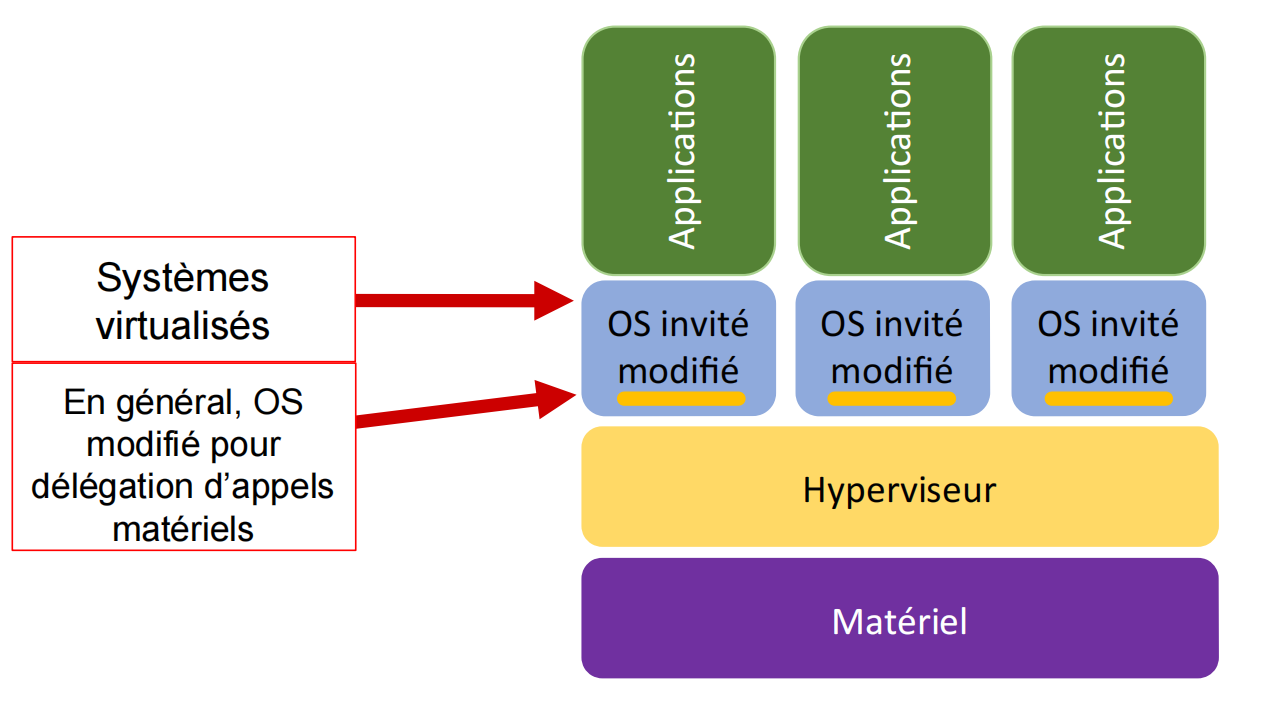 Applications
Applications
Applications
Systèmes
virtualisés
En général, OS
modifié pour
délégation d'appels
matériels
OS invité
modifié
OS invité
modifié
OS invité
modifié
Hyperviseur
Matériel